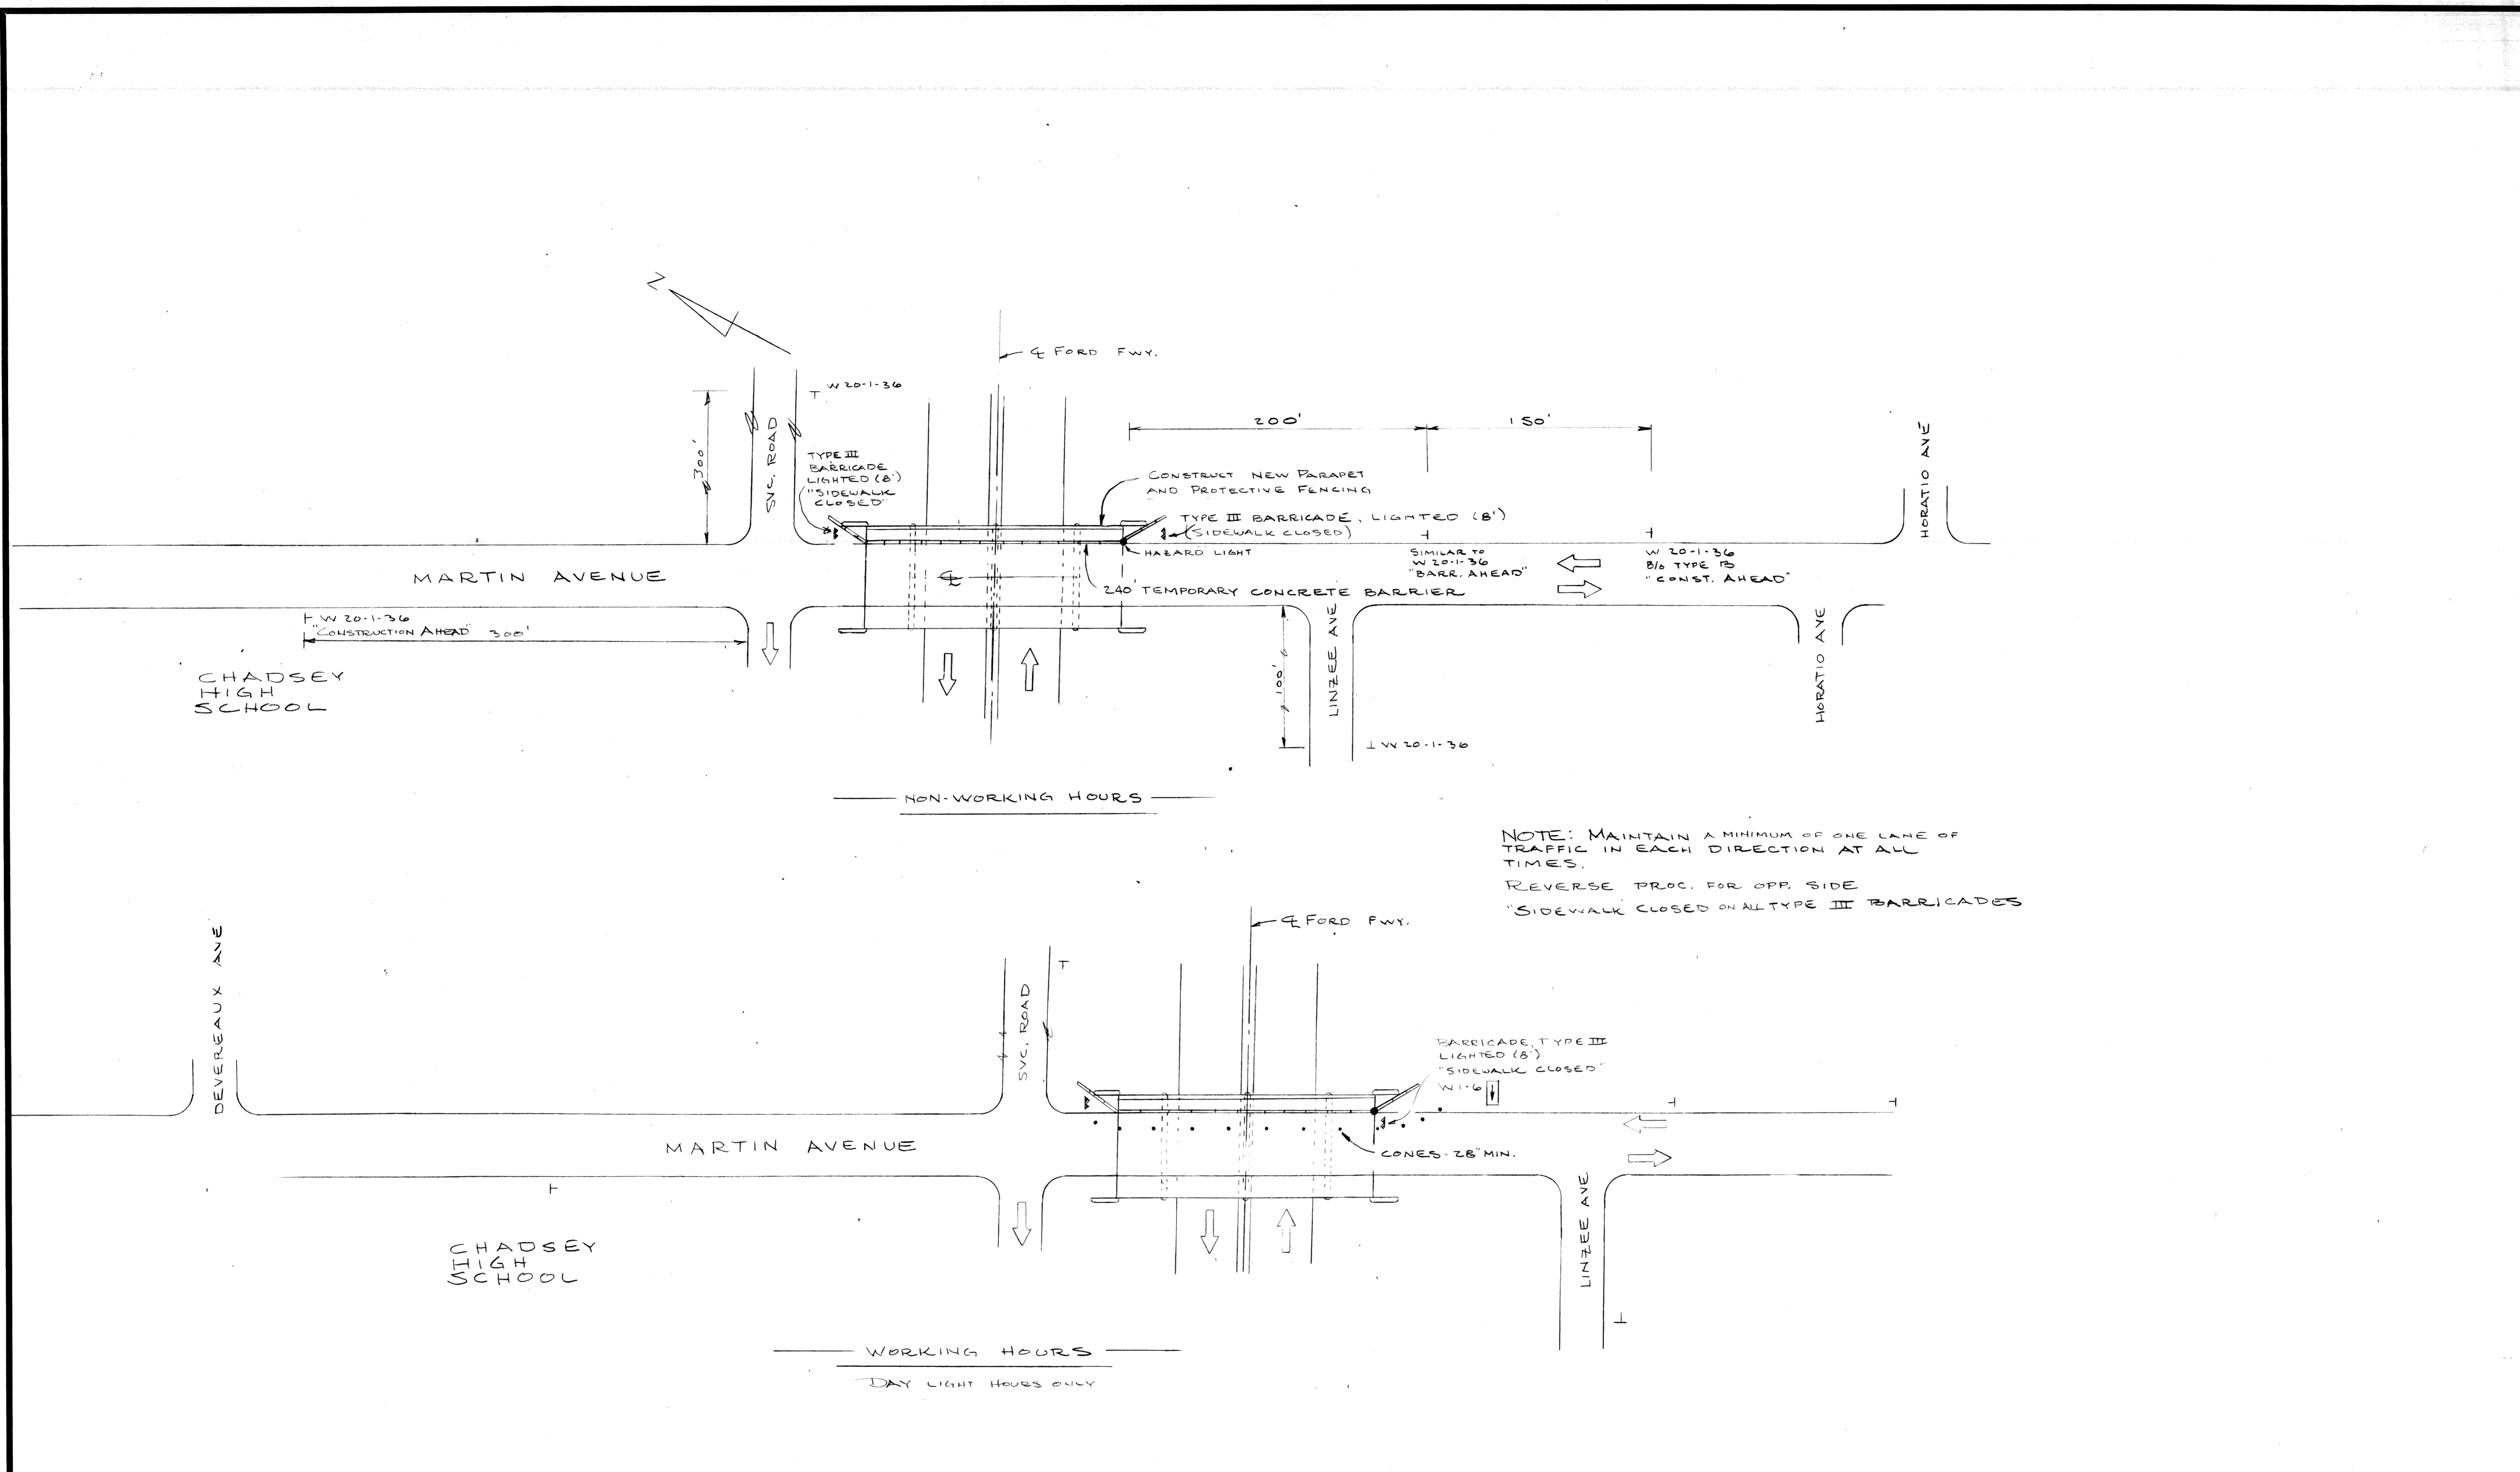 N
℄ FORD FWY.
W 20-1-36
300'
SVC. ROAD
TYPE III
BARRICADE
LIGHTED (8')
"SIDEWALK
CLOSED"
200'
150'
HORATIO AVE
CONSTRUCT NEW PARAPET
AND PROTECTIVE FENCING
TYPE III BARRICADE, LIGHTED (8')
(SIDEWALK CLOSED)
HAZARD LIGHT
SIMILAR TO
W 20-1-36
"BARR. AHEAD"
W 20-1-36
B/O TYPE B
"CONST. AHEAD"
MARTIN AVENUE
℄
240' TEMPORARY CONCRETE BARRIER
W 20-1-36
"CONSTRUCTION AHEAD" 300'
CHADSEY
HIGH
SCHOOL
100'
LINZEE AVE
HORATIO AVE
W 20-1-36
NON-WORKING HOURS
NOTE: MAINTAIN A MINIMUM OF ONE LANE OF
TRAFFIC IN EACH DIRECTION AT ALL
TIMES.
REVERSE PROC. FOR OPP. SIDE
"SIDEWALK CLOSED ON ALL TYPE III BARRICADES
℄ FORD FWY.
DEVEREAUX AVE
SVC. ROAD
BARRICADE, TYPE III
LIGHTED (8')
"SIDEWALK CLOSED"
W1-6
MARTIN AVENUE
CONES-28" MIN.
LINZEE AVE
CHADSEY
HIGH
SCHOOL
WORKING HOURS
DAY LIGHT HOURS ONLY